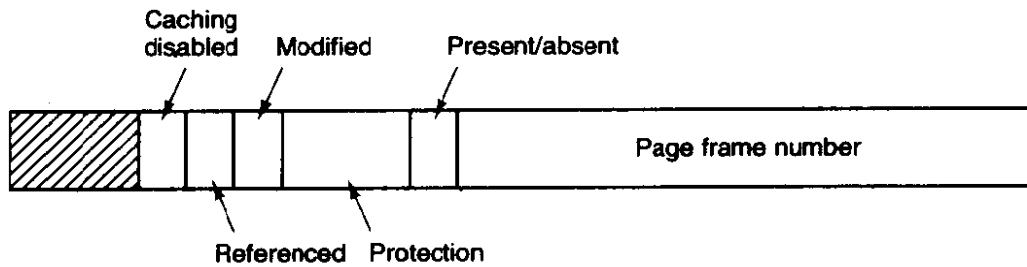 Caching
disabled
Modified
Present/absent
Page frame number
Referenced
Protection